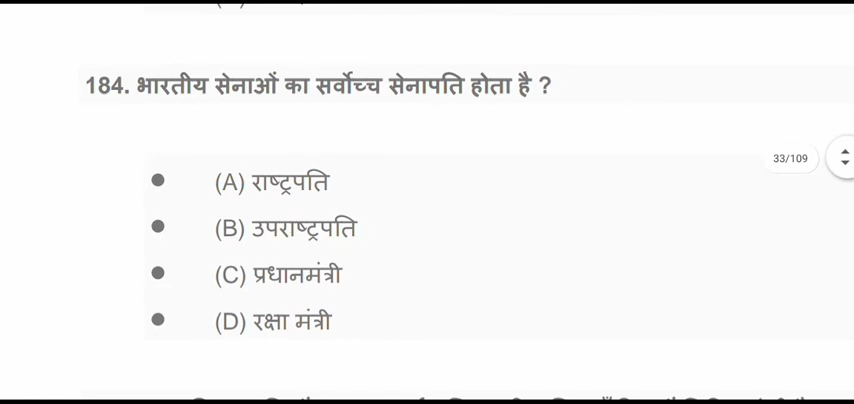 184. भारतीय सेनाओं का सर्वोच्च सेनापति होता है ?
33/109
(A) राष्ट्रपति
(B) उपराष्ट्रपति
(C) प्रधानमंत्री
(D) रक्षा मंत्री